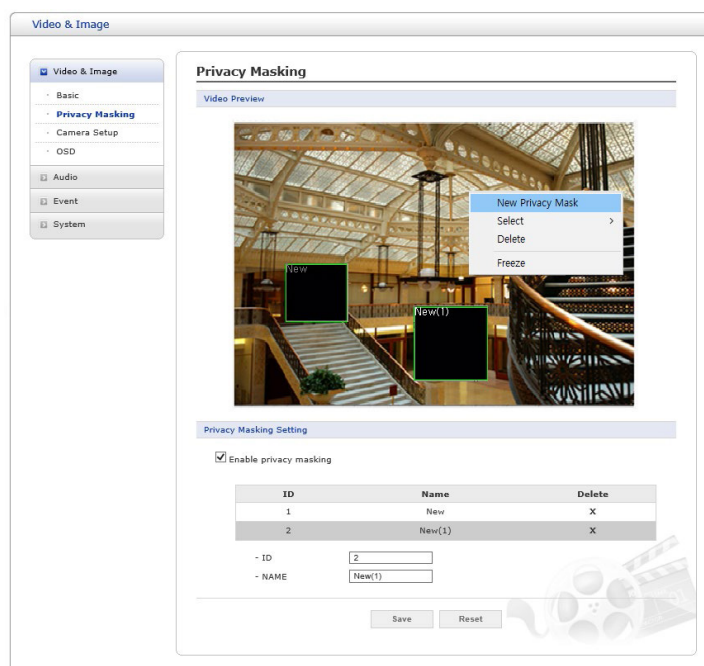 Video & Image
Video & Image
Basic
Privacy Masking
Camera Setup
OSD
Audio
Event
System
Privacy Masking
Video Preview
New Privacy Mask
Select >
Delete
Freeze
New
New(1)
Privacy Masking Setting
Enable privacy masking
ID Name Delete
1 New X
2 New(1) X
- ID 2
- NAME New(1)
Save Reset